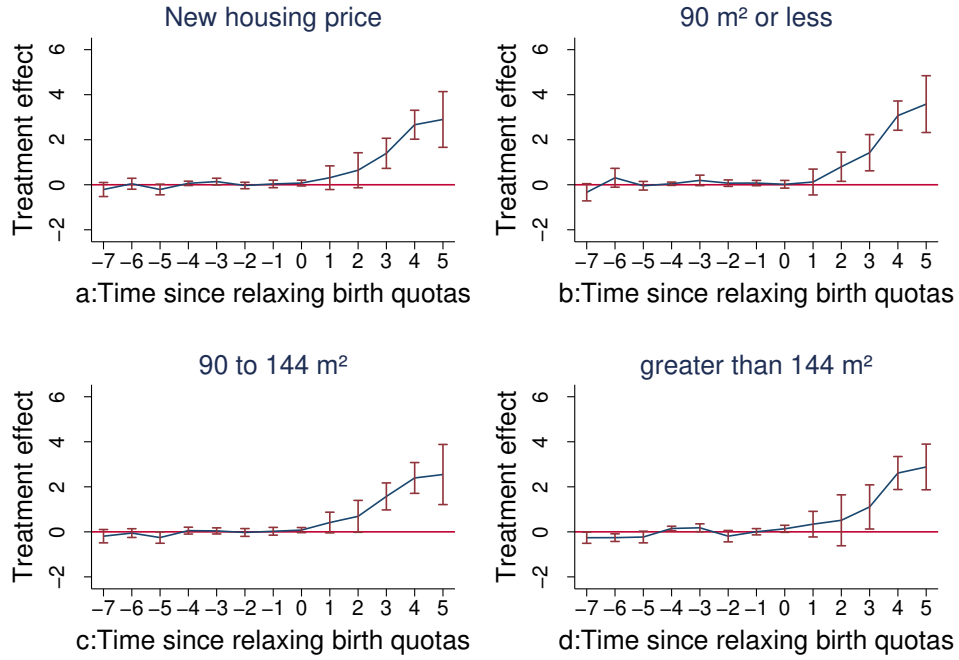 New housing price
Treatment effect
6
4
2
0
−2
−7 −6 −5 −4 −3 −2 −1 0 1 2 3 4 5
a:Time since relaxing birth quotas
90 m² or less
Treatment effect
6
4
2
0
−2
−7 −6 −5 −4 −3 −2 −1 0 1 2 3 4 5
b:Time since relaxing birth quotas
90 to 144 m²
Treatment effect
6
4
2
0
−2
−7 −6 −5 −4 −3 −2 −1 0 1 2 3 4 5
c:Time since relaxing birth quotas
greater than 144 m²
Treatment effect
6
4
2
0
−2
−7 −6 −5 −4 −3 −2 −1 0 1 2 3 4 5
d:Time since relaxing birth quotas